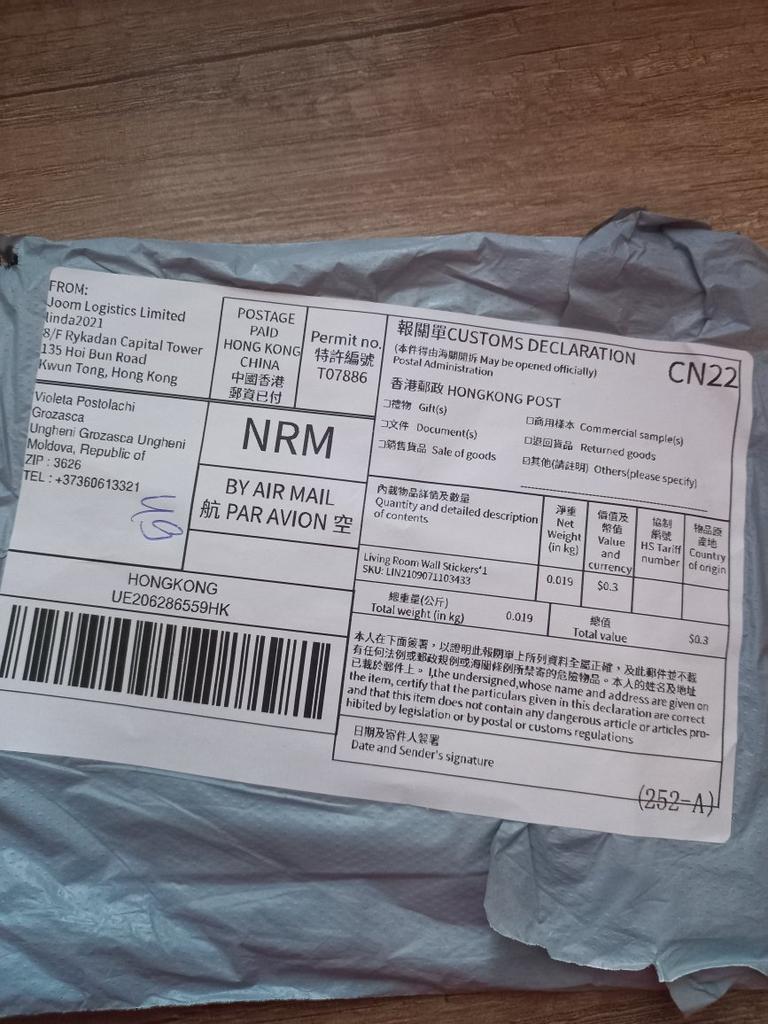 FROM:
Joom Logistics Limited
linda2021
8/F Rykadan Capital Tower
135 Hoi Bun Road
Kwun Tong, Hong Kong
POSTAGE
PAID
HONG KONG
CHINA
中國香港
郵資已付
Permit no.
特許編號
T07886
Violeta Postolachi
Grozasca
Ungheni Grozasca Ungheni
Moldova, Republic of
ZIP : 3626
TEL : +37360613321
NRM
BY AIR MAIL
航 PAR AVION 空
HONGKONG
UE206286559HK
報關單CUSTOMS DECLARATION
(本件得由海關開拆 May be opened officially)
Postal Administration
CN22
香港郵政 HONGKONG POST
□禮物 Gift(s)
□商用樣本 Commercial sample(s)
□文件 Document(s)
□退回貨品 Returned goods
□銷售貨品 Sale of goods
☑其他(請註明) Others(please specify)
內載物品詳情及數量
Quantity and detailed description
of contents
淨重
Net
Weight
(in kg)
價值及
幣值
Value
and
currency
協制
編號
HS Tariff
number
物品原
產地
Country
of origin
Living Room Wall Stickers*1
SKU: LIN2109071103433
0.019
$0.3
總重量(公斤)
Total weight (in kg)
0.019
總值
Total value
$0.3
本人在下面簽署，以證明此報關單上所列資料全屬正確，及此郵件並不載
有任何法例或郵政規例或海關條例所禁寄的危險物品。本人的姓名及地址
已載於郵件上。 I,the undersigned,whose name and address are given on
the item, certify that the particulars given in this declaration are correct
and that this item does not contain any dangerous article or articles pro-
hibited by legislation or by postal or customs regulations
日期及寄件人簽署
Date and Sender's signature
(252-A)